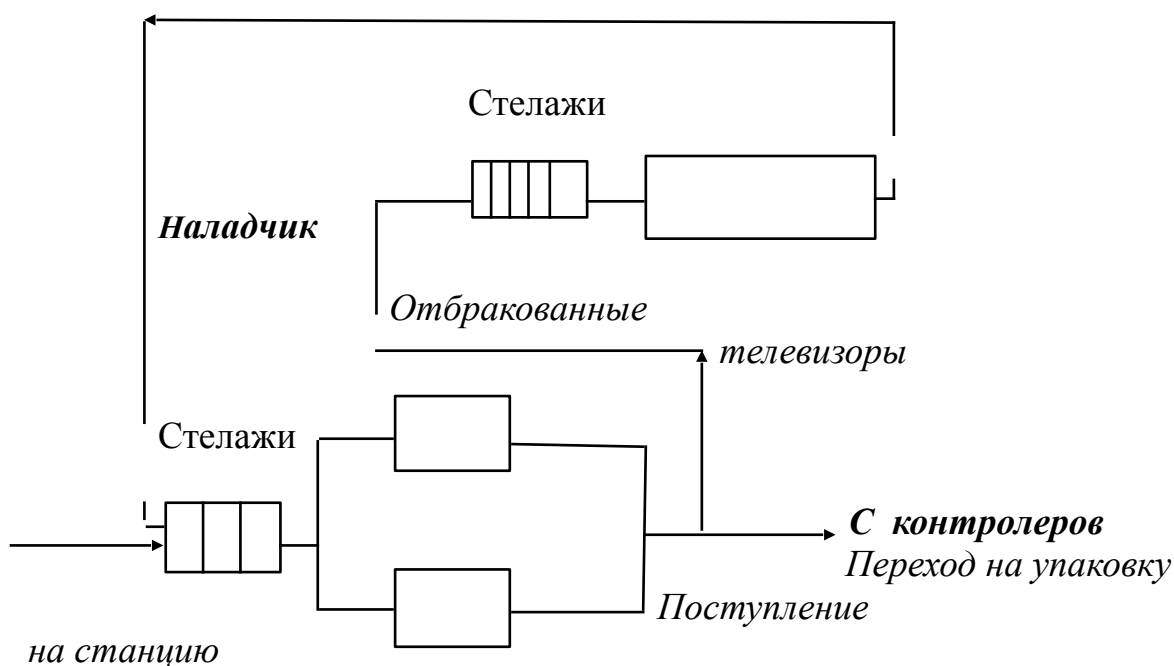 Стелажи
Наладчик
Отбракованные
телевизоры
Стелажи
С контролеров
Переход на упаковку
Поступление
на станцию